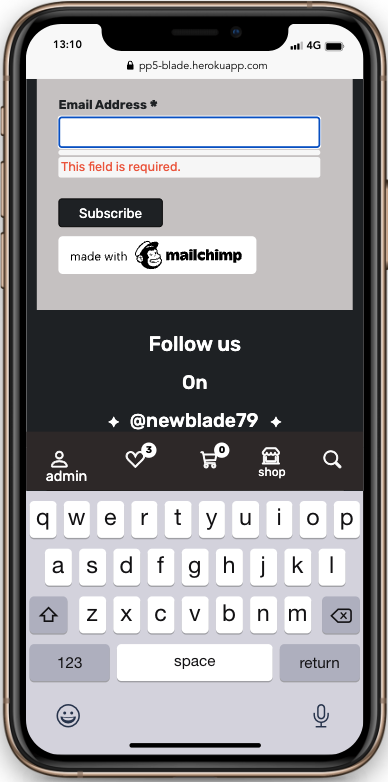 13:10
4G
pp5-blade.herokuapp.com
Email Address *
This field is required.
Subscribe
made with mailchimp
Follow us
On
✦ @newblade79 ✦
3
0
admin
shop
q w e r t y u i o p
a s d f g h j k l
z x c v b n m
123 space return